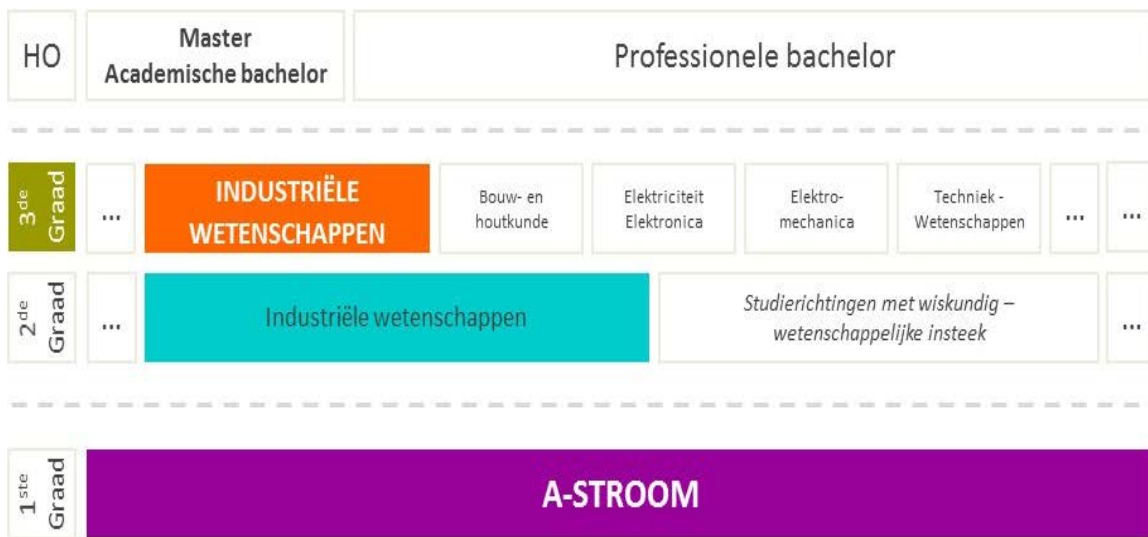 HO
Master
Academische bachelor
Professionele bachelor
3de
Graad
...
INDUSTRIËLE
WETENSCHAPPEN
Bouw- en
houtkunde
Elektriciteit
Elektronica
Elektro-
mechanica
Techniek -
Wetenschappen
...
...
2de
Graad
...
Industriële wetenschappen
Studierichtingen met wiskundig –
wetenschappelijke insteek
...
1ste
Graad
A-STROOM